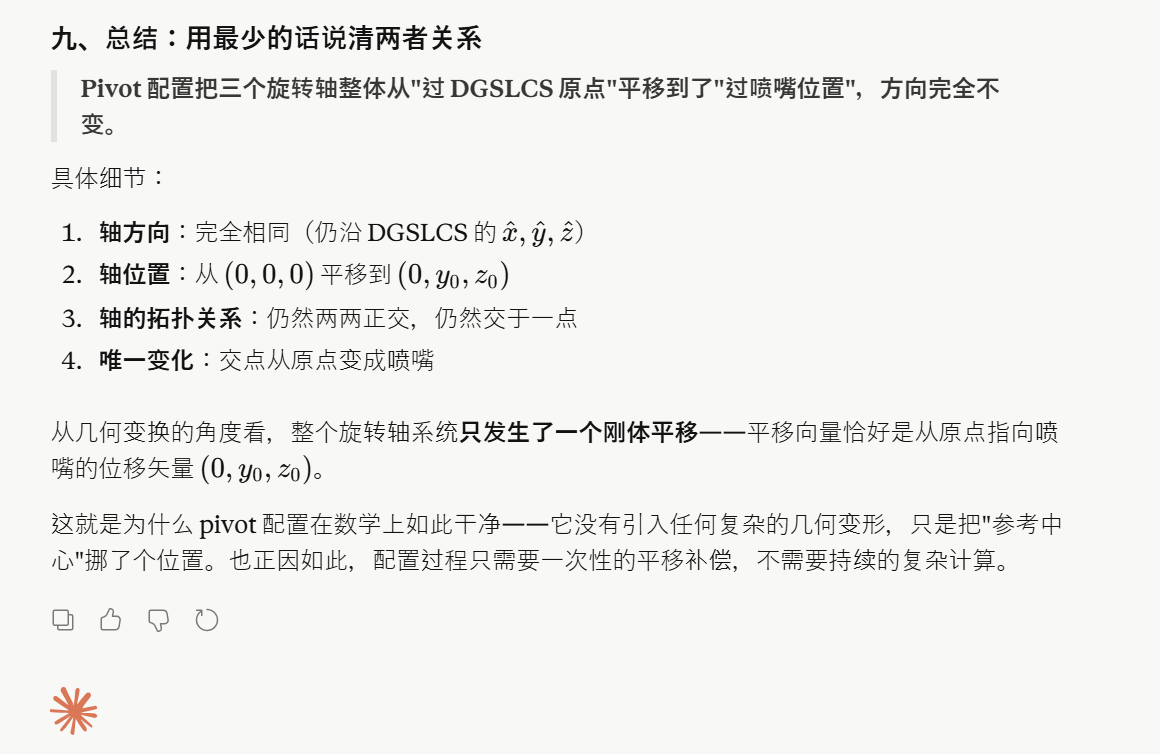 九、总结：用最少的话说清两者关系
Pivot 配置把三个旋转轴整体从"过 DGSLCS 原点"平移到了"过喷嘴位置"，方向完全不
变。
具体细节：
1. 轴方向：完全相同（仍沿 DGSLCS 的 x̂, ŷ, ẑ）
2. 轴位置：从 (0, 0, 0) 平移到 (0, y₀, z₀)
3. 轴的拓扑关系：仍然两两正交，仍然交于一点
4. 唯一变化：交点从原点变成喷嘴
从几何变换的角度看，整个旋转轴系统只发生了一个刚体平移——平移向量恰好是从原点指向喷
嘴的位移矢量 (0, y₀, z₀)。
这就是为什么 pivot 配置在数学上如此干净——它没有引入任何复杂的几何变形，只是把"参考中
心"挪了个位置。也正因如此，配置过程只需要一次性的平移补偿，不需要持续的复杂计算。